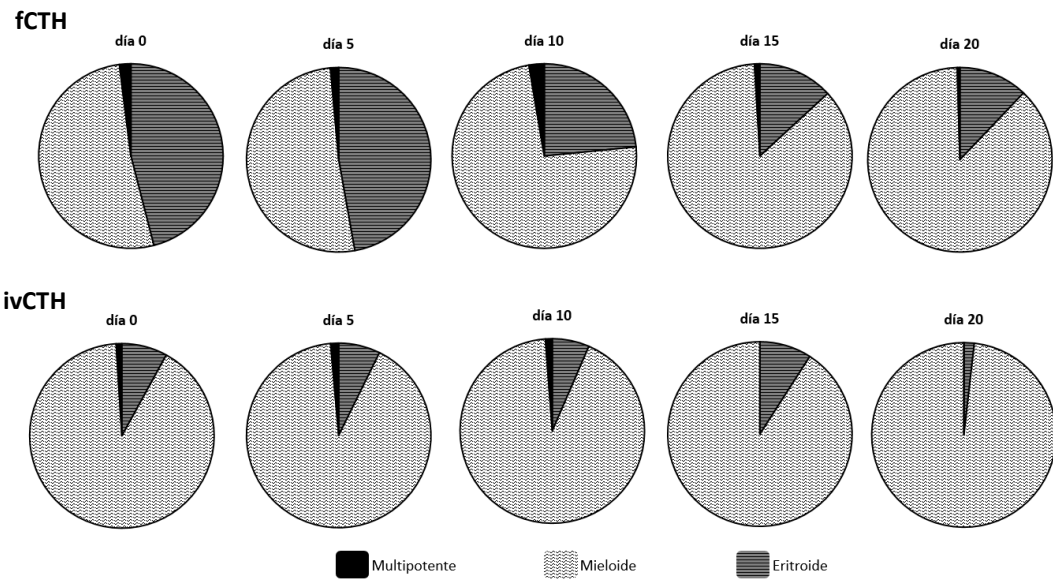 fCTH
día 0
día 5
día 10
día 15
día 20
ivCTH
día 0
día 5
día 10
día 15
día 20
Multipotente
Mieloide
Eritroide